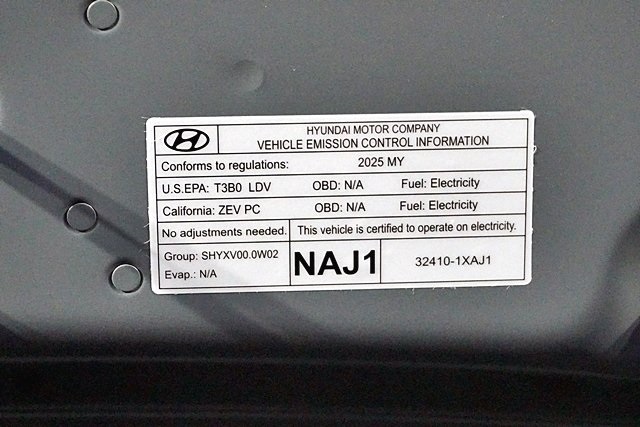 HYUNDAI MOTOR COMPANY
VEHICLE EMISSION CONTROL INFORMATION
Conforms to regulations: 2025 MY
U.S.EPA: T3B0 LDV OBD: N/A Fuel: Electricity
California: ZEV PC OBD: N/A Fuel: Electricity
No adjustments needed. This vehicle is certified to operate on electricity.
Group: SHYXV00.0W02
Evap.: N/A
NAJ1
32410-1XAJ1